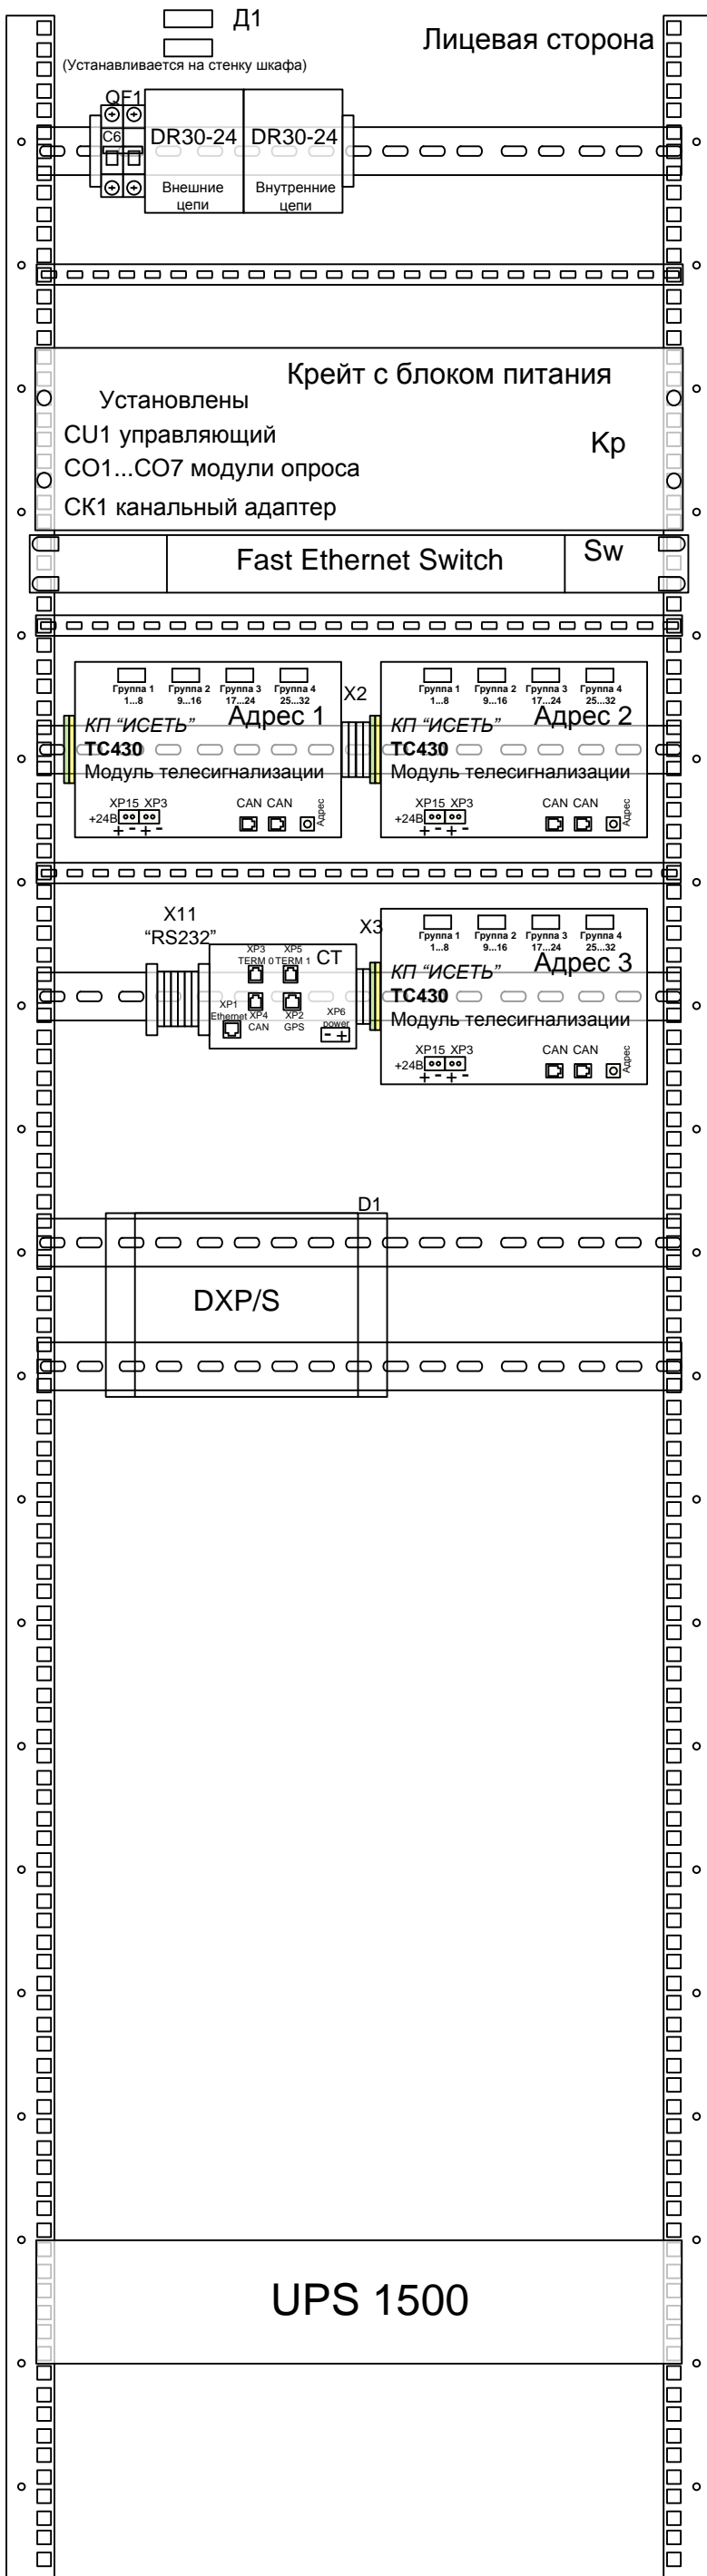 Д1
Лицевая сторона
(Устанавливается на стенку шкафа)
QF1
C6
DR30-24
DR30-24
Внешние
цепи
Внутренние
цепи
Крейт с блоком питания
Установлены
CU1 управляющий
Кр
СО1...СО7 модули опроса
СК1 канальный адаптер
Fast Ethernet Switch
Sw
Группа 1
1...8
Группа 2
9...16
Группа 3
17...24
Группа 4
25...32
Адрес 1
КП “ИСЕТЬ”
ТС430
Модуль телесигнализации
XP15 XP3
+24В
+ - + -
CAN CAN
Адрес
X2
Группа 1
1...8
Группа 2
9...16
Группа 3
17...24
Группа 4
25...32
Адрес 2
КП “ИСЕТЬ”
ТС430
Модуль телесигнализации
XP15 XP3
+24В
+ - + -
CAN CAN
Адрес
X11
“RS232”
XP3
TERM 0
XP5
TERM 1
СТ
XP1
Ethernet
XP4
CAN
XP2
GPS
XP6
power
- +
X3
Группа 1
1...8
Группа 2
9...16
Группа 3
17...24
Группа 4
25...32
Адрес 3
КП “ИСЕТЬ”
ТС430
Модуль телесигнализации
XP15 XP3
+24В
+ - + -
CAN CAN
Адрес
D1
DXP/S
UPS 1500